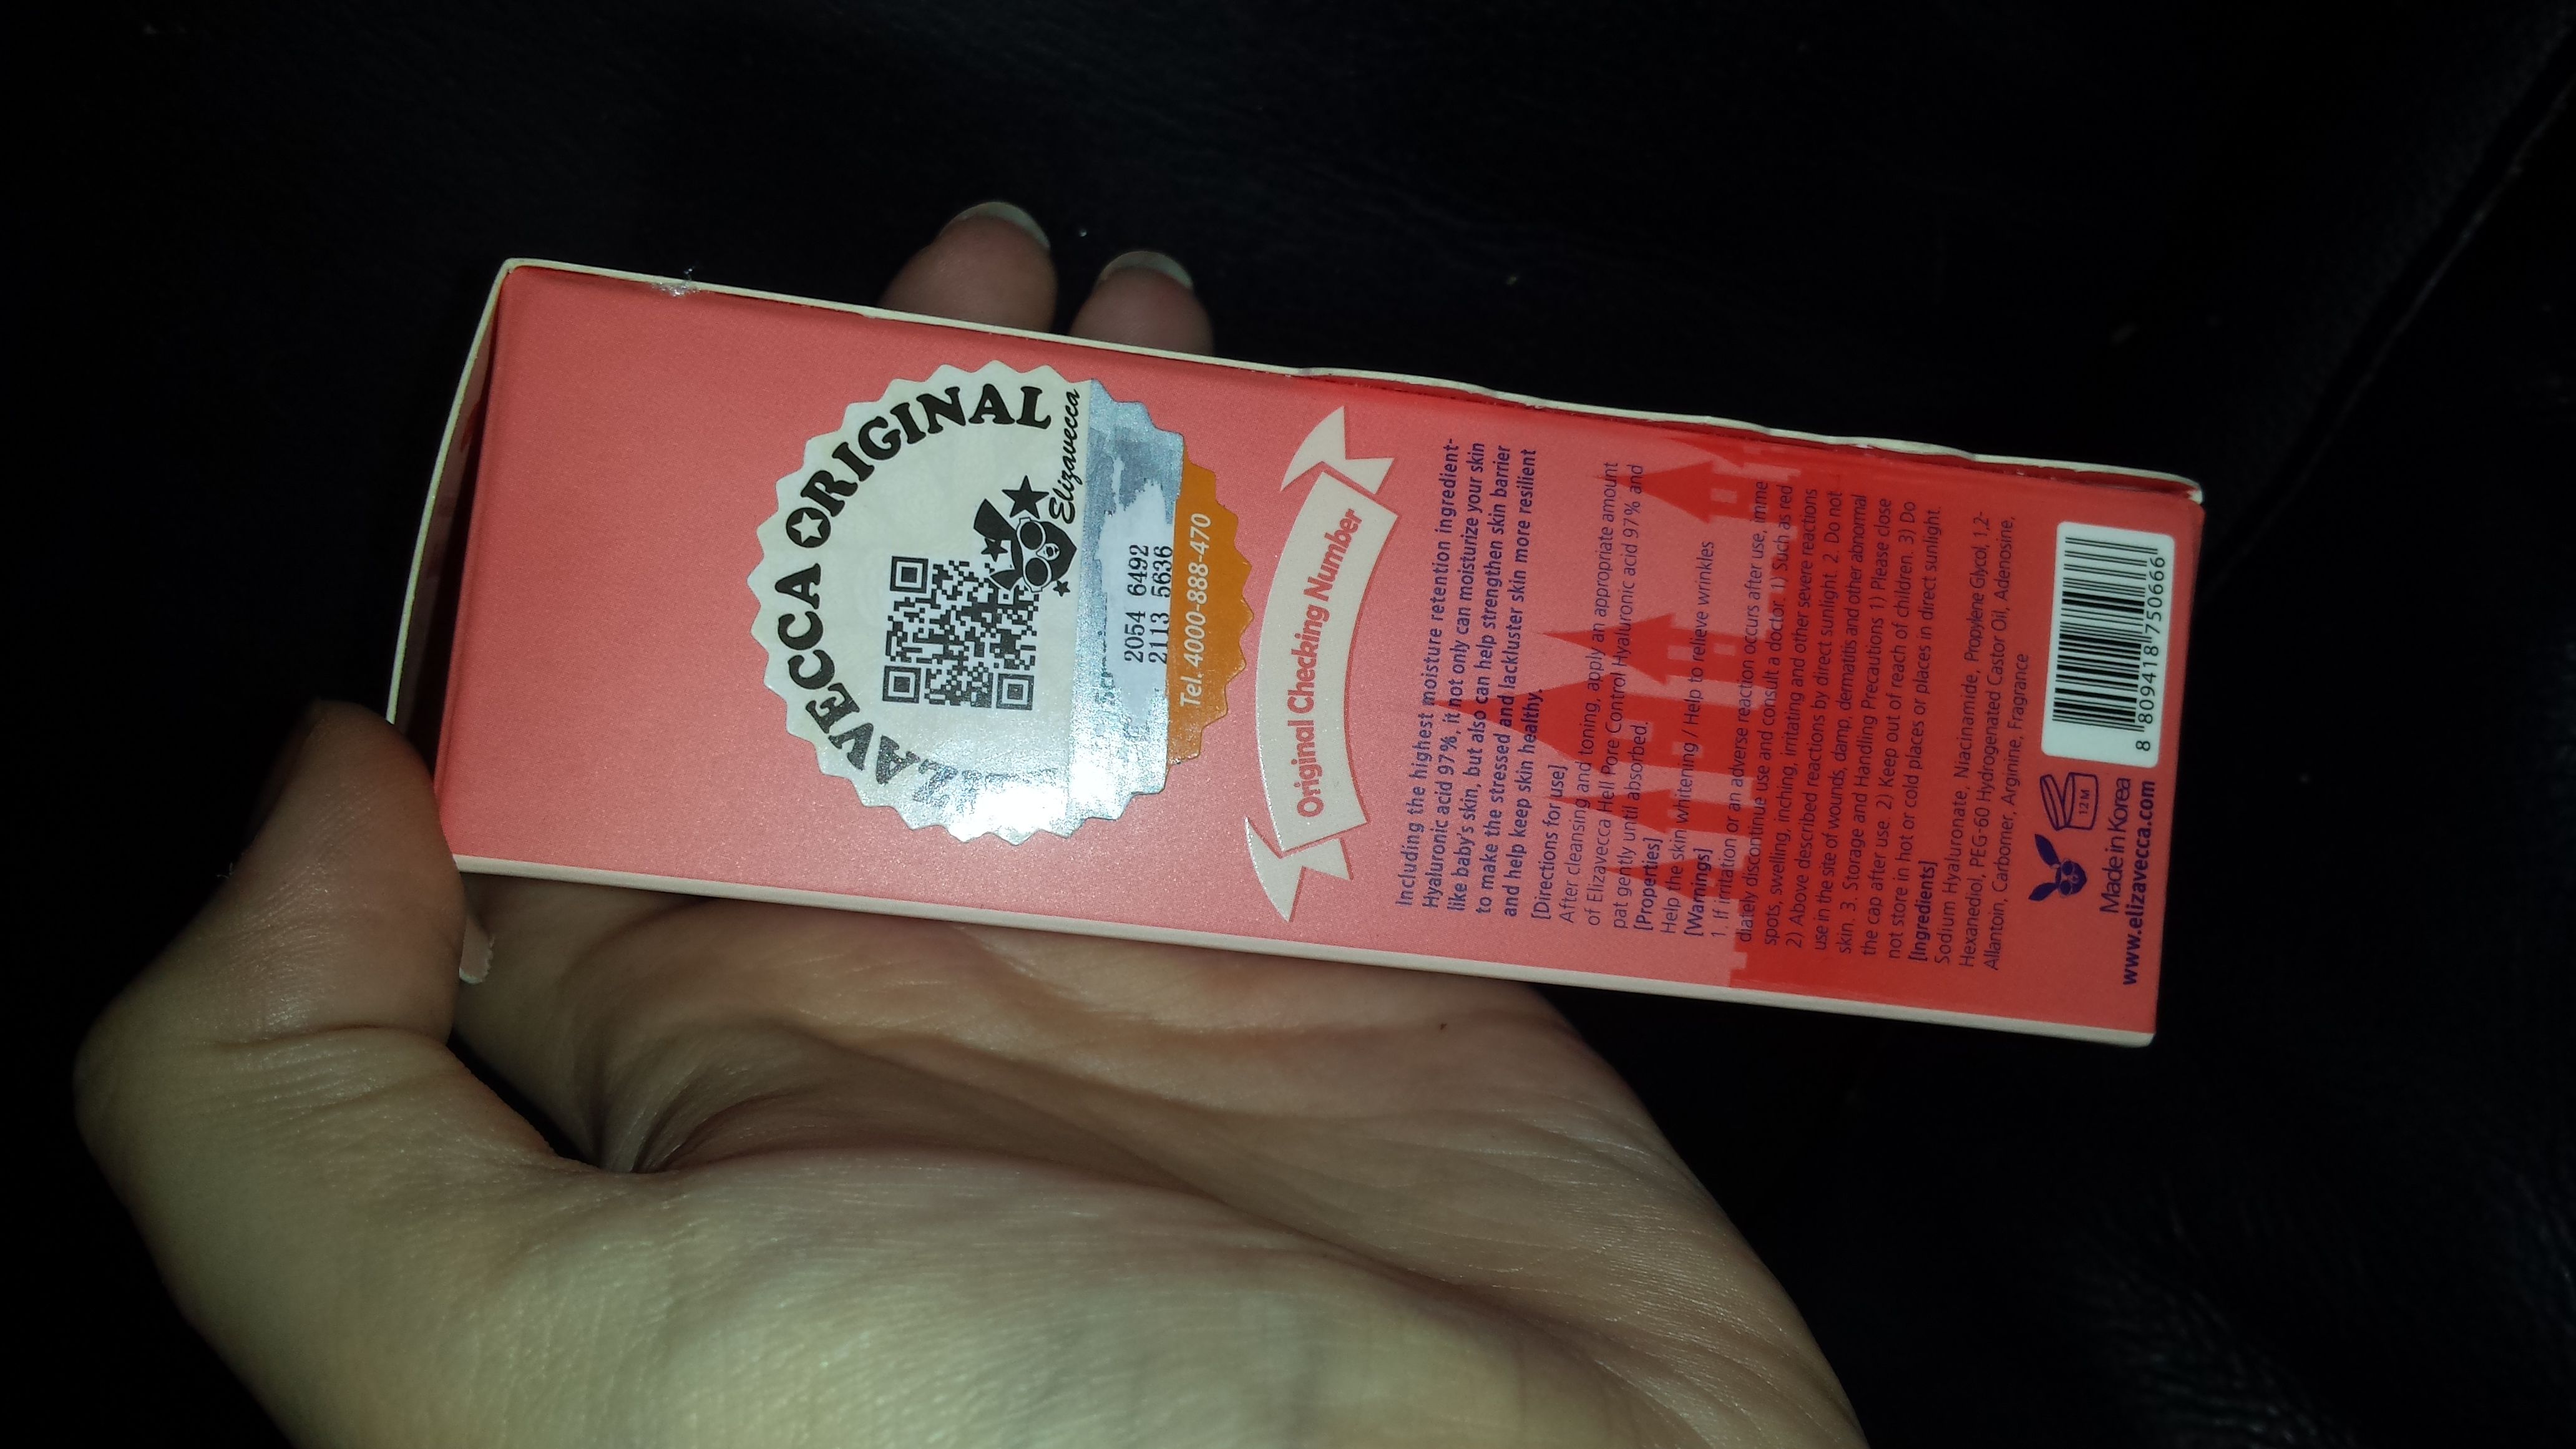 ELIZAVECCA ORIGINAL
Elizavecca
2054 6492
2113 5636
Tel. 4000-888-470
Original Checking Number
Including the highest moisture retention ingredient-
Hyaluronic acid 97%, it not only can moisturize your skin
like baby's skin, but also can help strengthen skin barrier
to make the stressed and lackluster skin more resilient
and help keep skin healthy.
[Directions for use]
After cleansing and toning, apply an appropriate amount
of Elizavecca Hell Pore Control Hyaluronic acid 97% and
pat gently until absorbed.
[Properties]
Help the skin whitening / Help to relieve wrinkles
[Warnings]
1. If irritation or an adverse reaction occurs after use, imme
diately discontinue use and consult a doctor. 1) Such as red
spots, swelling, inching, irritating and other severe reactions
2) Above described reactions by direct sunlight. 2. Do not
use in the site of wounds, damp, dermatitis and other abnormal
skin. 3. Storage and Handling Precautions 1) Please close
the cap after use. 2) Keep out of reach of children. 3) Do
not store in hot or cold places or places in direct sunlight.
[Ingredients]
Sodium Hyaluronate, Niacinamide, Propylene Glycol, 1,2-
Hexanediol, PEG-60 Hydrogenated Castor Oil, Adenosine,
Allantoin, Carbomer, Arginine, Fragrance
12M
8 809418 750666
Made in Korea
www.elizavecca.com